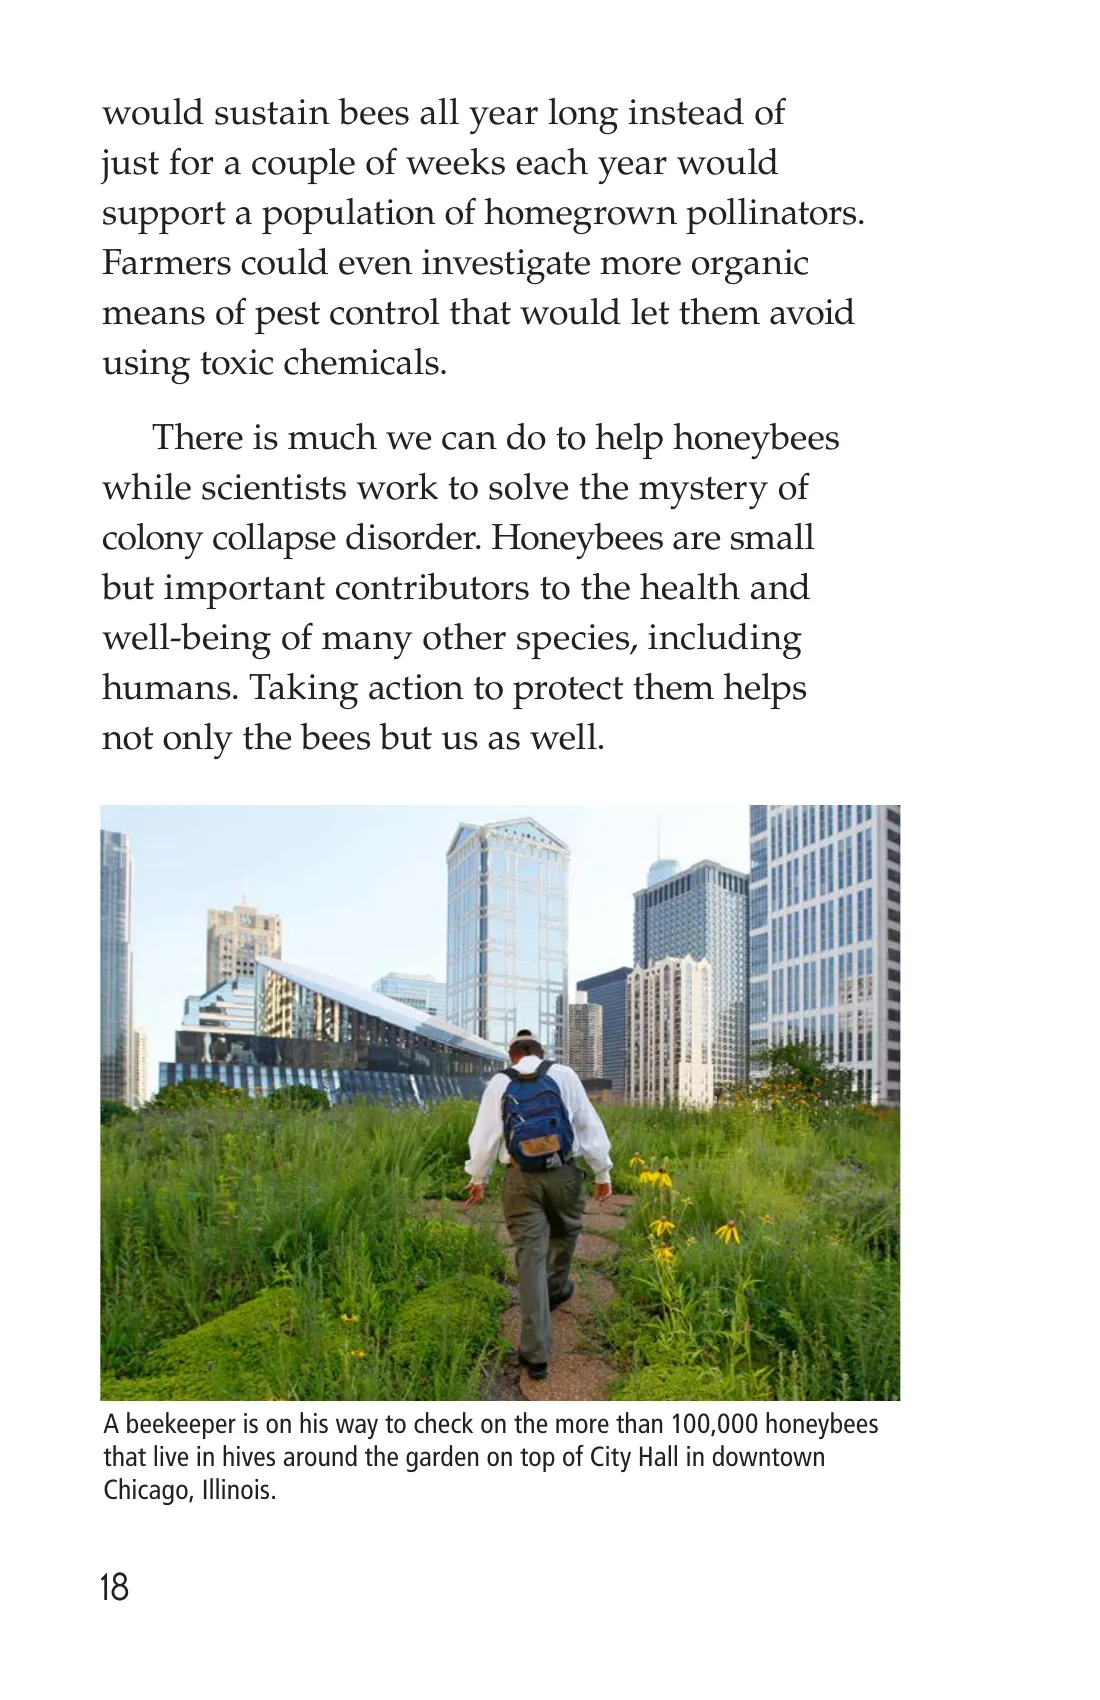 would sustain bees all year long instead of
just for a couple of weeks each year would
support a population of homegrown pollinators.
Farmers could even investigate more organic
means of pest control that would let them avoid
using toxic chemicals.
There is much we can do to help honeybees
while scientists work to solve the mystery of
colony collapse disorder. Honeybees are small
but important contributors to the health and
well-being of many other species, including
humans. Taking action to protect them helps
not only the bees but us as well.
A beekeeper is on his way to check on the more than 100,000 honeybees
that live in hives around the garden on top of City Hall in downtown
Chicago, Illinois.
18